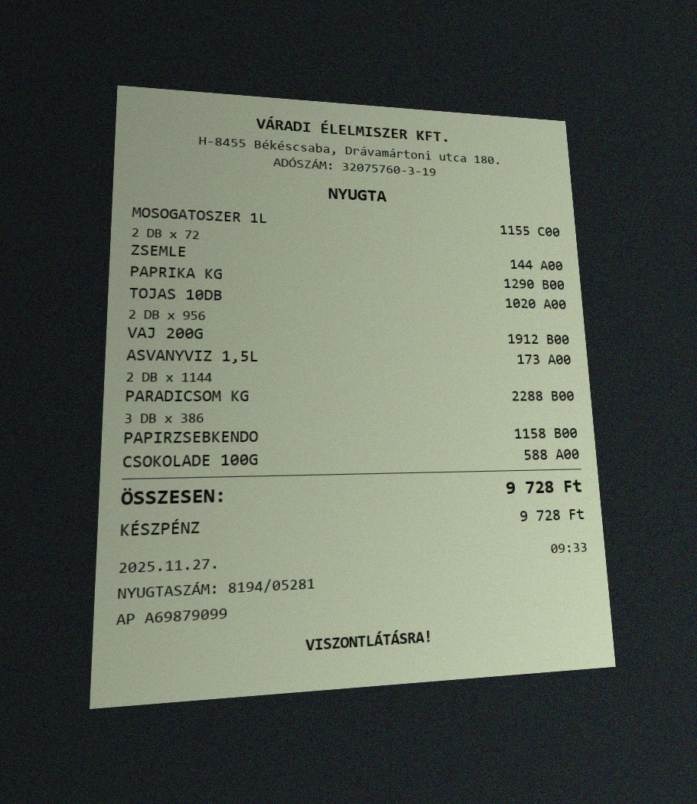 VÁRADI ÉLELMISZER KFT.
H-8455 Békéscsaba, Drávamártoni utca 180.
ADÓSZÁM: 32075760-3-19
NYUGTA
MOSOGATOSZER 1L 1155 C00
2 DB x 72
ZSEMLE 144 A00
PAPRIKA KG 1290 B00
TOJAS 10DB 1020 A00
2 DB x 956
VAJ 200G 1912 B00
ASVANYVIZ 1,5L 173 A00
2 DB x 1144
PARADICSOM KG 2288 B00
3 DB x 386
PAPIRZSEBKENDO 1158 B00
CSOKOLADE 100G 588 A00
ÖSSZESEN: 9 728 Ft
KÉSZPÉNZ 9 728 Ft
2025.11.27. 09:33
NYUGTASZÁM: 8194/05281
AP A69879099
VISZONTLÁTÁSRA!